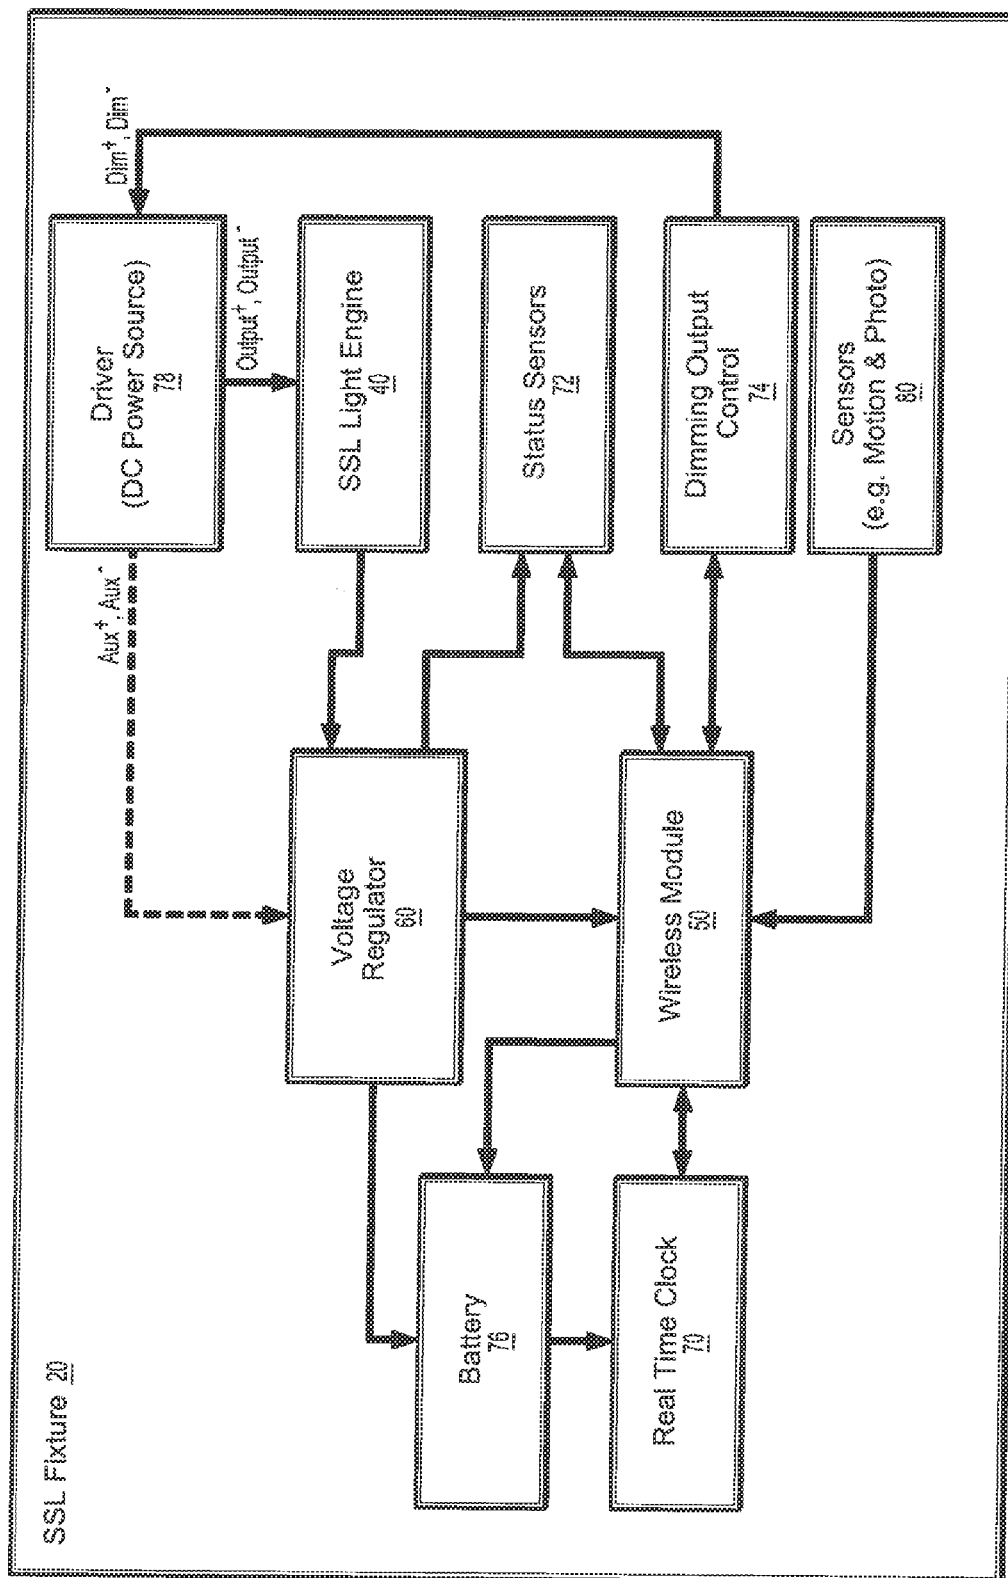 SSL Fixture 20
Driver
(DC Power Source)
78
Dim+, Dim-
Aux+, Aux-
Output+, Output-
SSL Light Engine
40
Voltage
Regulator
60
Status Sensors
72
Battery
76
Wireless Module
50
Dimming Output
Control
74
Real Time Clock
70
Sensors
(e.g. Motion & Photo)
80